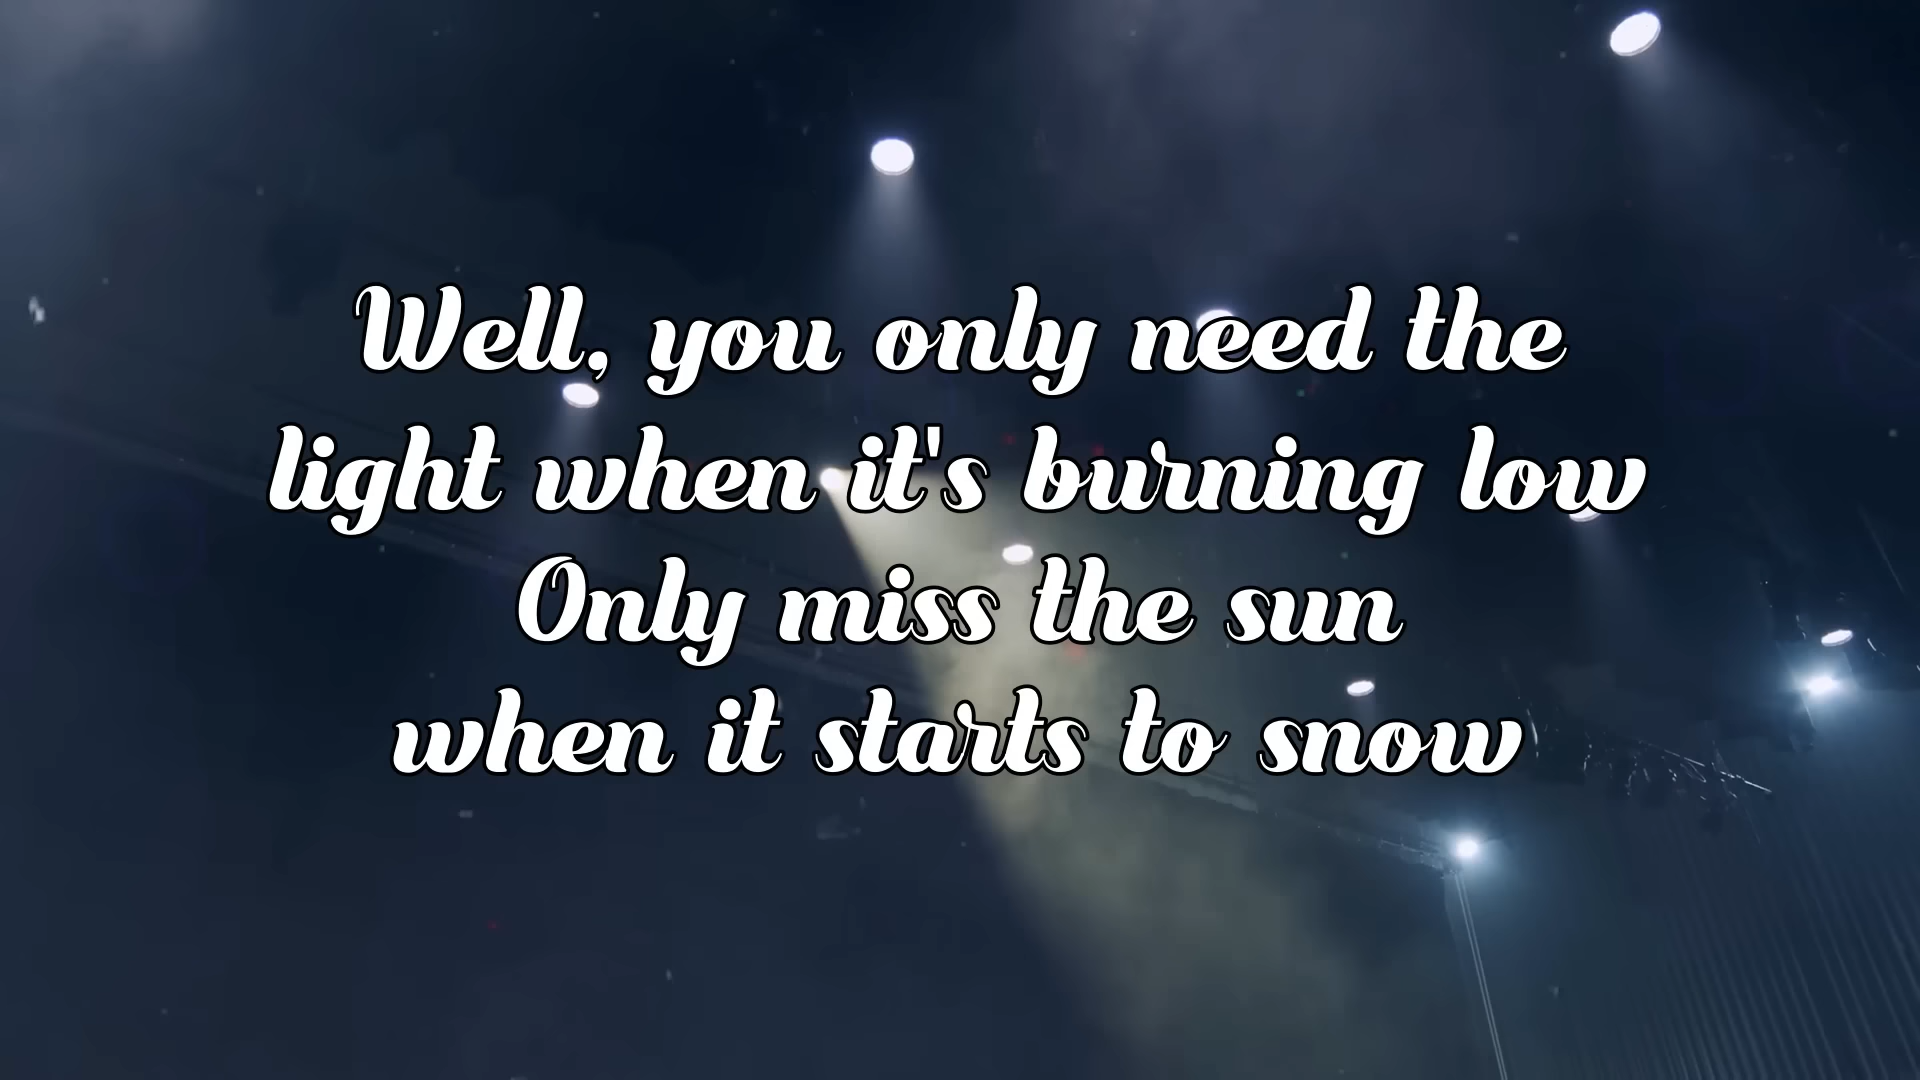 Well, you only need the
light when it's burning low
Only miss the sun
when it starts to snow